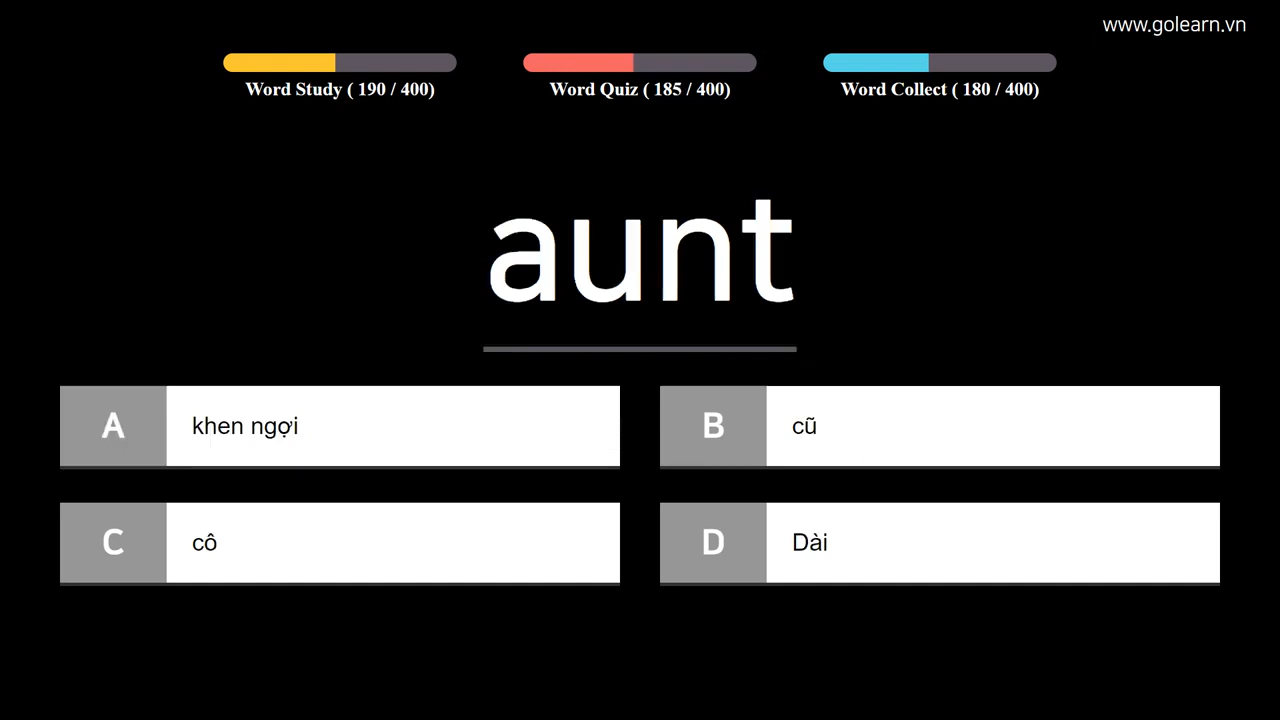 www.golearn.vn
Word Study ( 190 / 400)
Word Quiz ( 185 / 400)
Word Collect ( 180 / 400)
aunt
A khen ngợi
B cũ
C cô
D Dài